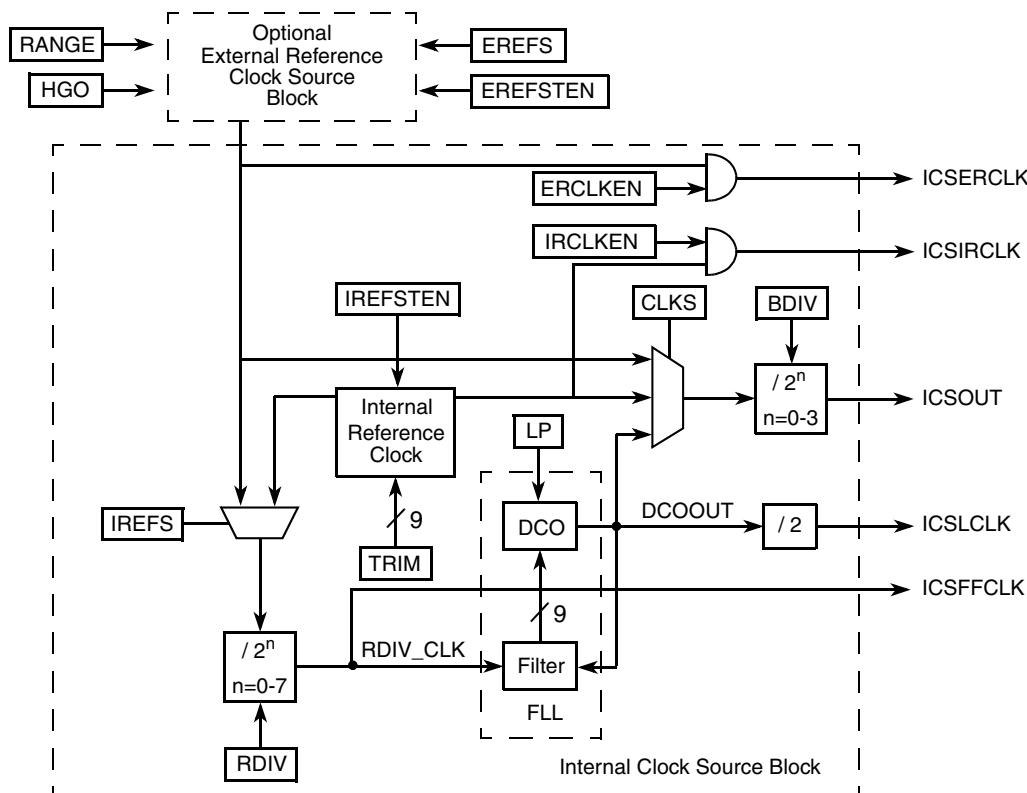 RANGE
HGO
Optional
External Reference
Clock Source
Block
EREFS
EREFSTEN
ERCLKEN
ICSERCLK
IRCLKEN
ICSIRCLK
IREFSTEN
CLKS
BDIV
Internal
Reference
Clock
/ 2n
n=0-3
ICSOUT
LP
IREFS
9
TRIM
DCO
DCOOUT
/ 2
ICSLCLK
ICSFFCLK
9
/ 2n
n=0-7
RDIV_CLK
Filter
FLL
RDIV
Internal Clock Source Block